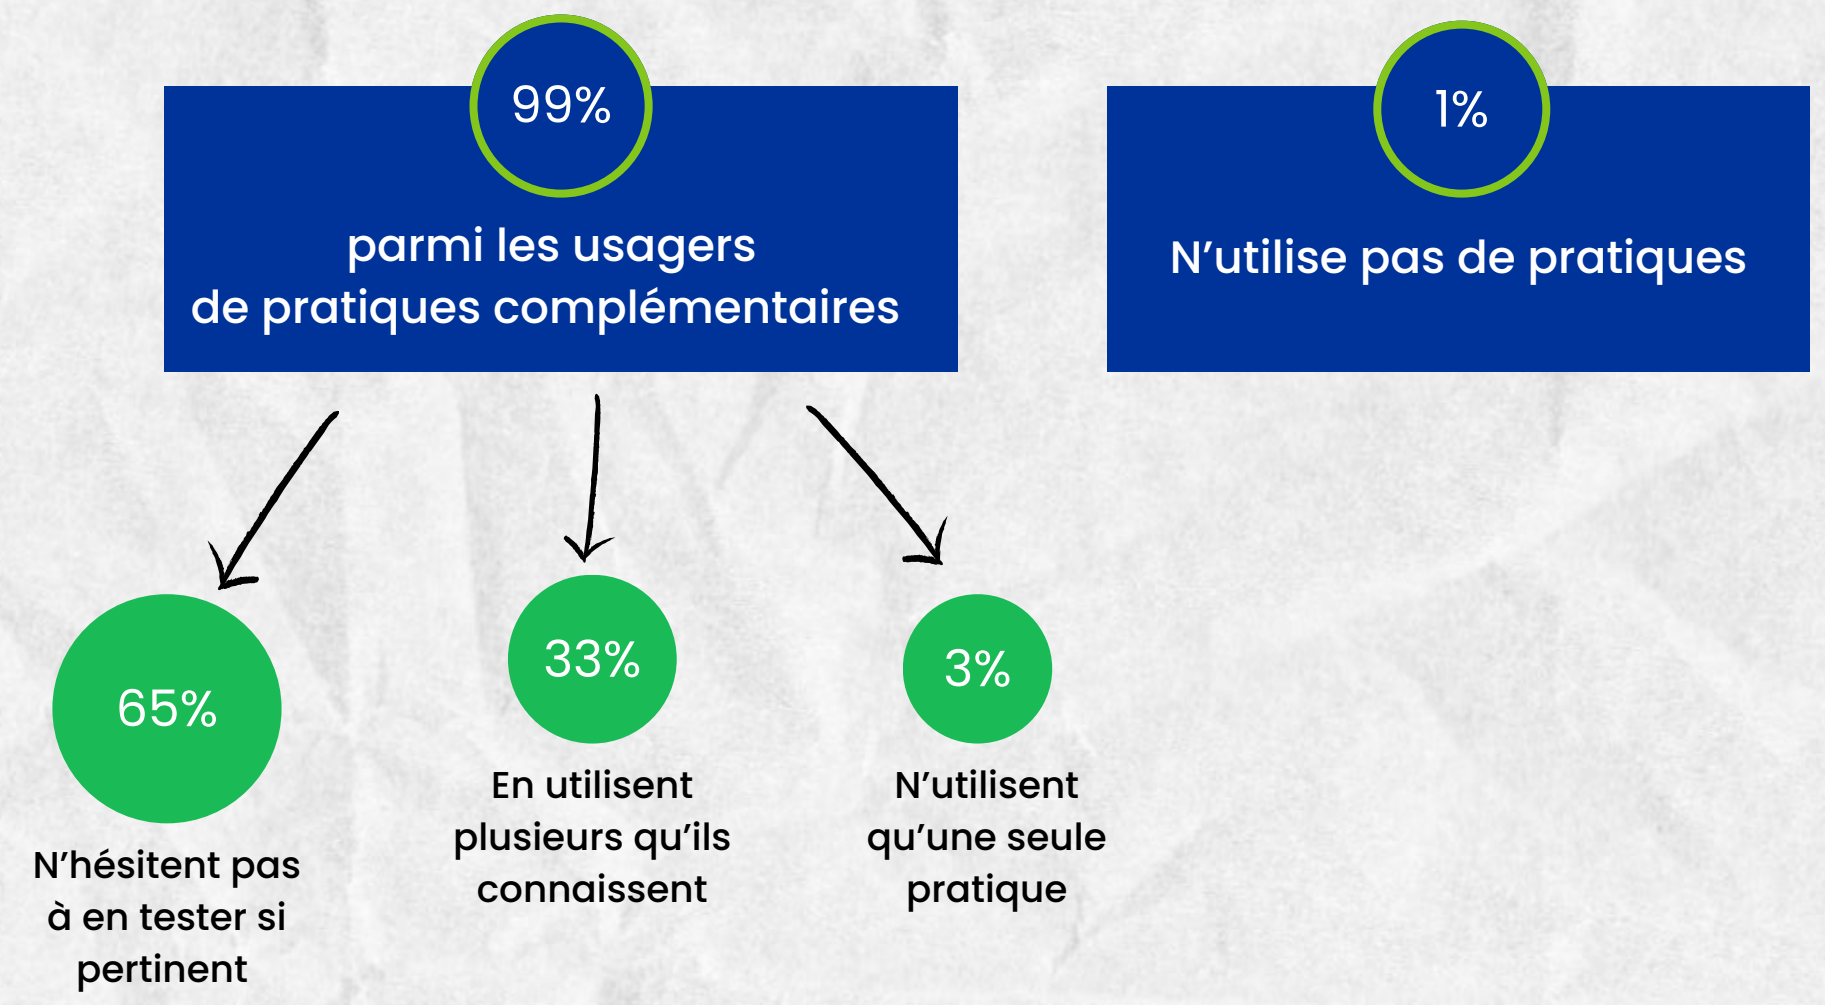 99%
parmi les usagers
de pratiques complémentaires
1%
N’utilise pas de pratiques
65%
N’hésitent pas
à en tester si
pertinent
33%
En utilisent
plusieurs qu’ils
connaissent
3%
N’utilisent
qu’une seule
pratique